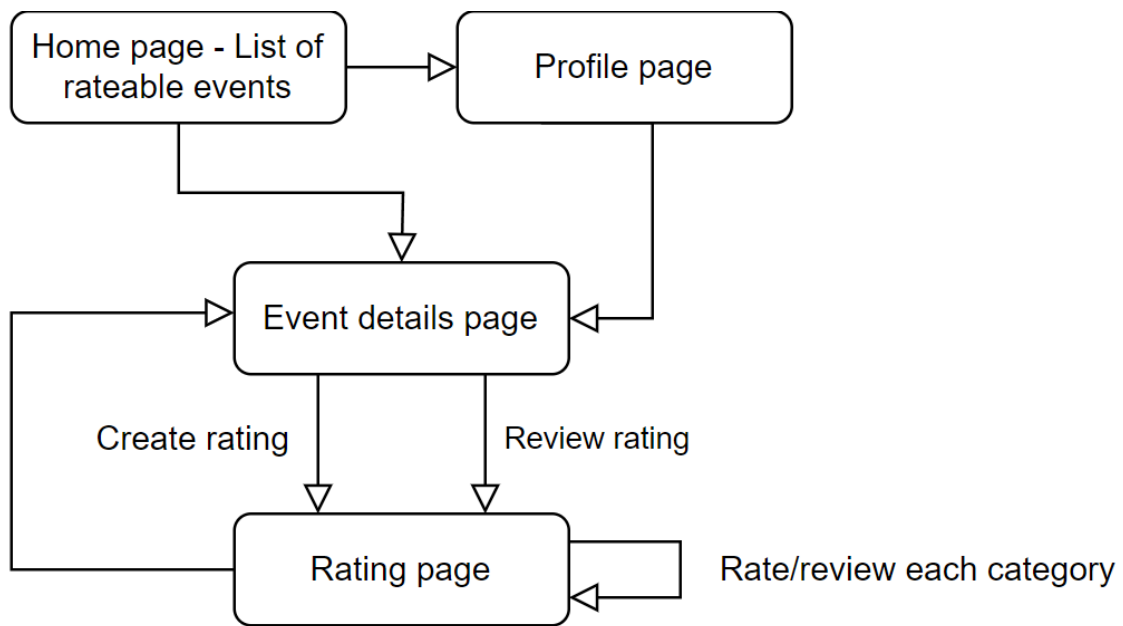 Home page - List of
rateable events
Profile page
Event details page
Create rating
Review rating
Rating page
Rate/review each category